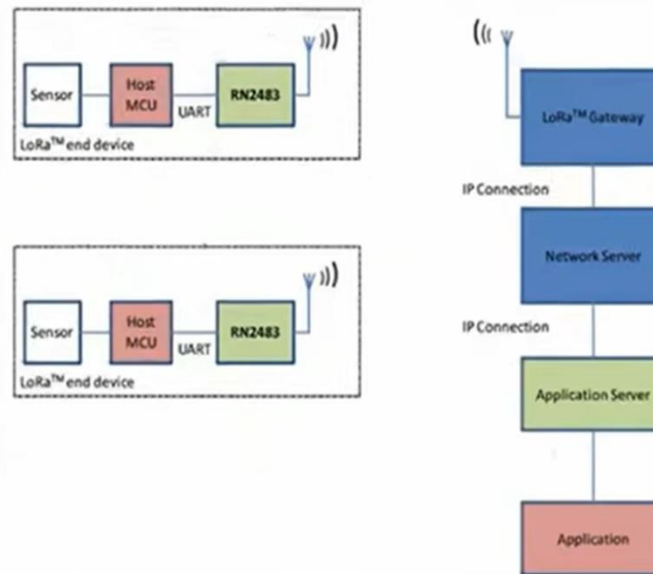 Sensor
Host
MCU
UART
RN2483
LoRa™ end device
Sensor
Host
MCU
UART
RN2483
LoRa™ end device
LoRa™ Gateway
IP Connection
Network Server
IP Connection
Application Server
Application